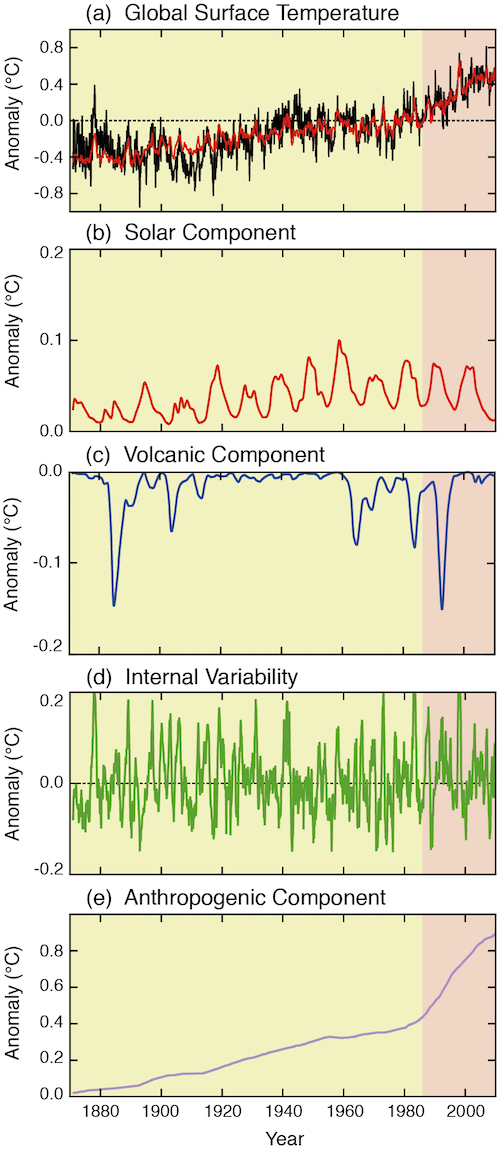 (a) Global Surface Temperature
0.8
0.4
0.0
-0.4
-0.8
Anomaly (°C)
(b) Solar Component
0.2
0.1
0.0
Anomaly (°C)
(c) Volcanic Component
0.0
-0.1
-0.2
Anomaly (°C)
(d) Internal Variability
0.2
0.0
-0.2
Anomaly (°C)
(e) Anthropogenic Component
0.8
0.6
0.4
0.2
0.0
Anomaly (°C)
1880 1900 1920 1940 1960 1980 2000
Year